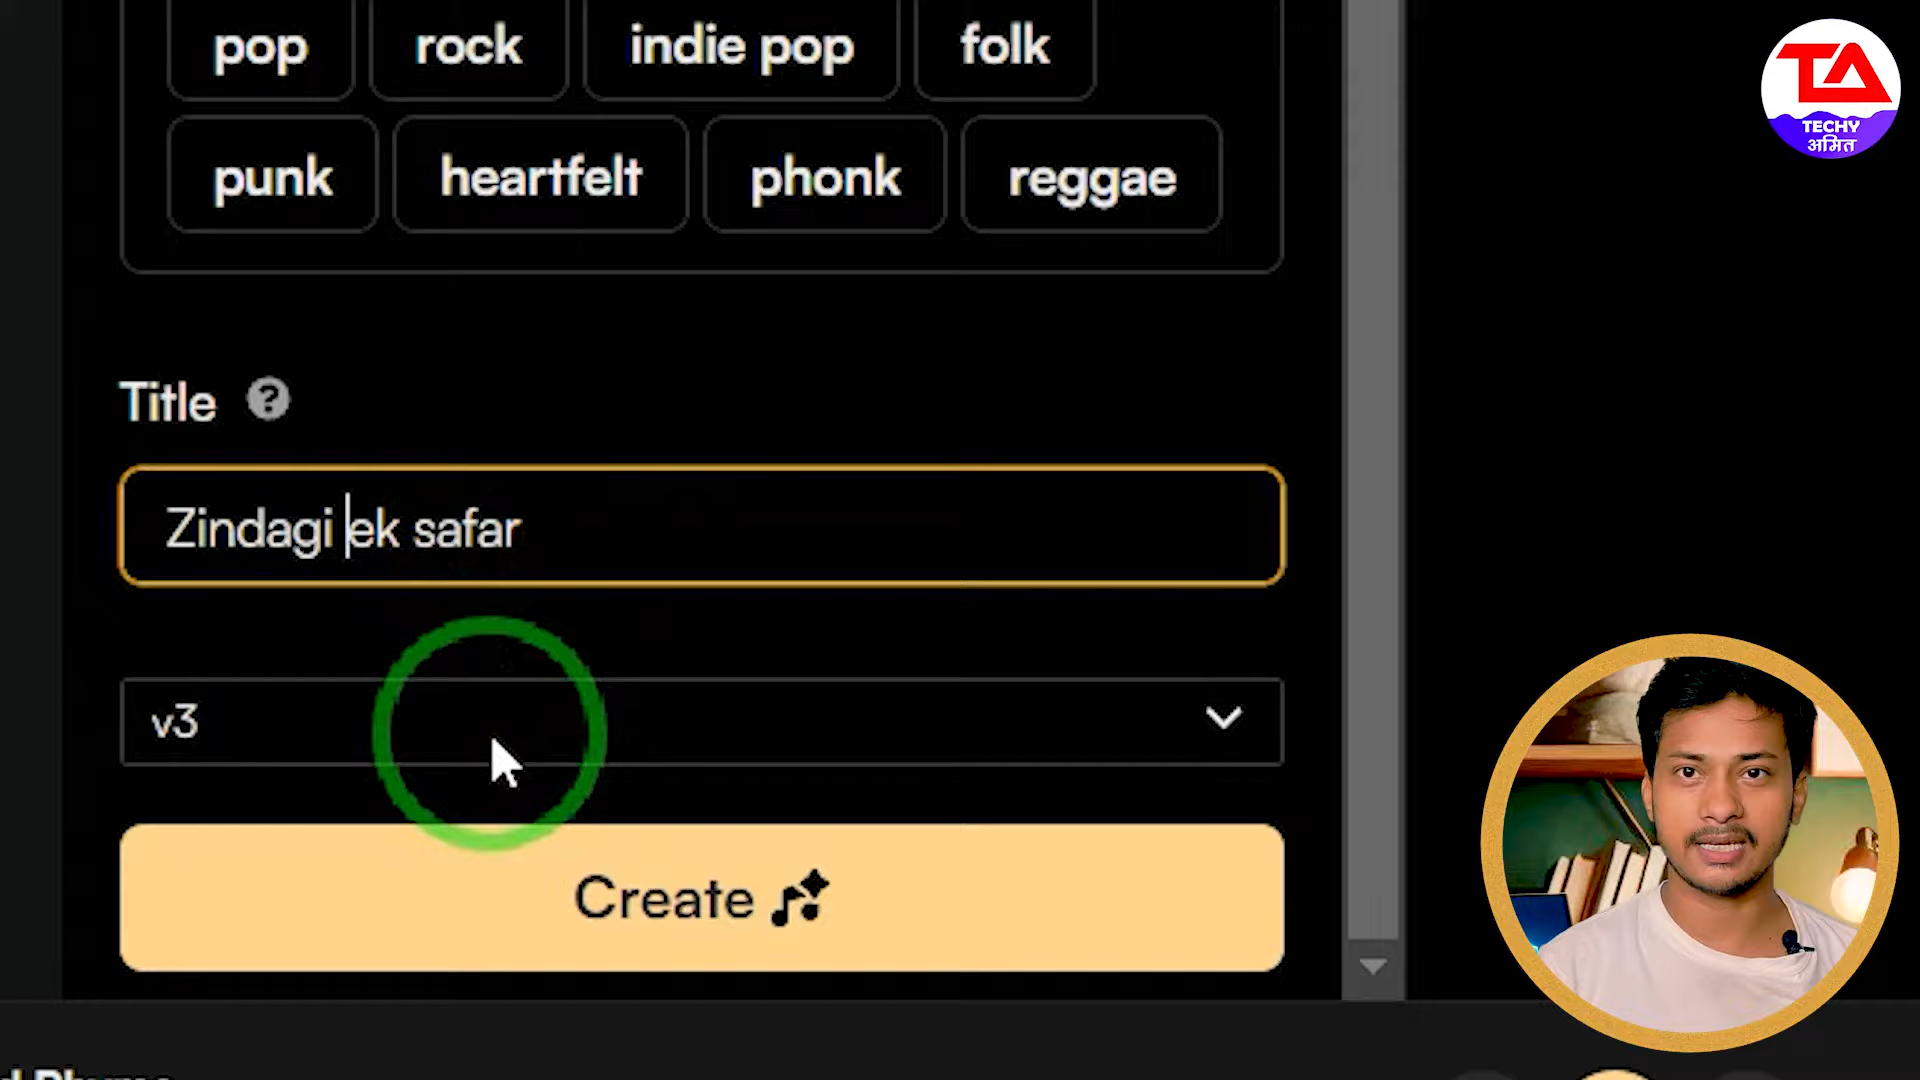 pop rock indie pop folk
TECHY
अमित
punk heartfelt phonk reggae
Title ?
Zindagi ek safar
v3
Create